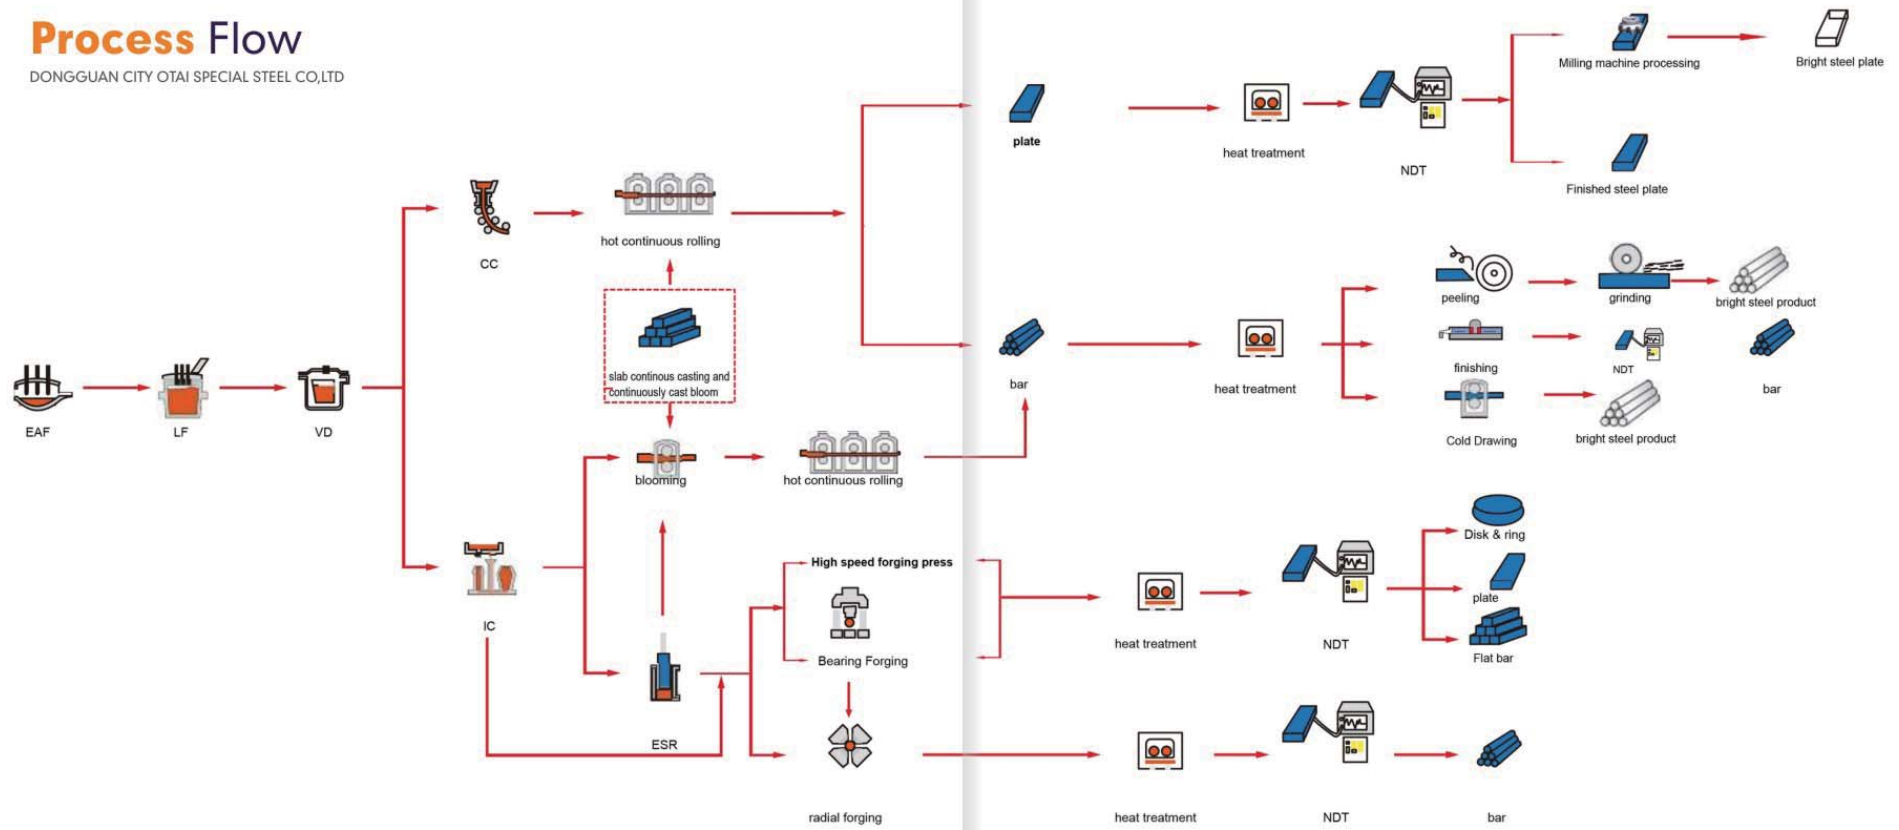 Process Flow
DONGGUAN CITY OTAI SPECIAL STEEL CO,LTD
EAF
LF
VD
CC
hot continuous rolling
slab continous casting and
continuously cast bloom
blooming
hot continuous rolling
IC
ESR
High speed forging press
Bearing Forging
radial forging
plate
heat treatment
NDT
Milling machine processing
Bright steel plate
Finished steel plate
bar
heat treatment
peeling
grinding
bright steel product
finishing
NDT
bar
Cold Drawing
bright steel product
heat treatment
NDT
Disk & ring
plate
Flat bar
heat treatment
NDT
bar